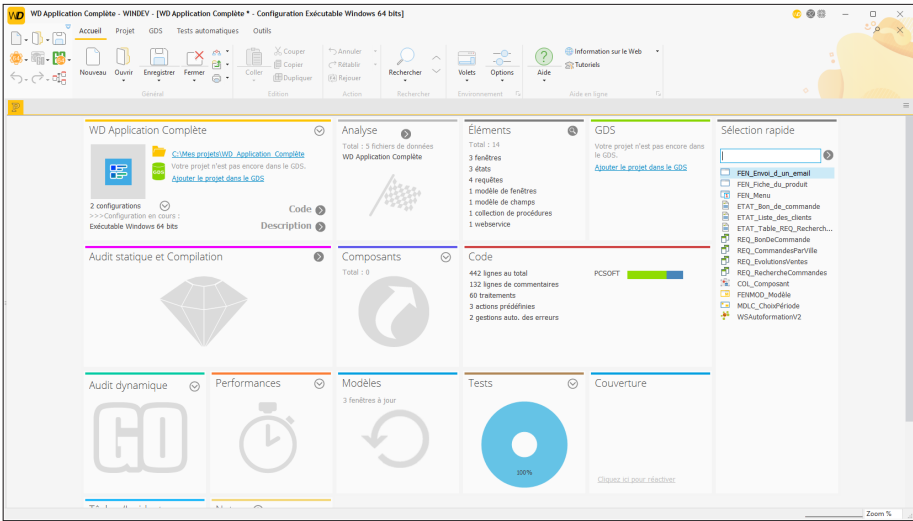 WD Application Complète - WINDEV - [WD Application Complète * - Configuration Exécutable Windows 64 bits]
Accueil Projet GDS Tests automatiques Outils
Nouveau Ouvrir Enregistrer Fermer
Général
Coller
Couper
Copier
Dupliquer
Edition
Annuler
Rétablir
Rejouer
Action
Rechercher
Rechercher
Volets Options
Environnement
Aide
Information sur le Web
Tutoriels
Aide en ligne
WD Application Complète
C:\Mes projets\WD Application Complète
Votre projet n'est pas encore dans le GDS.
Ajouter le projet dans le GDS
2 configurations
>>>Configuration en cours :
Exécutable Windows 64 bits
Code
Description
Analyse
Total : 5 fichiers de données
WD Application Complète
Éléments
Total : 14
3 fenêtres
3 états
4 requêtes
1 modèle de fenêtres
1 modèle de champs
1 collection de procédures
1 webservice
GDS
Votre projet n'est pas encore dans
le GDS.
Ajouter le projet dans le GDS
Sélection rapide
FEN_Envoi_d_un_email
FEN_Fiche_du_produit
FEN_Menu
ETAT_Bon_de_commande
ETAT_Liste_des_clients
ETAT_Table_REQ_Recherch...
REQ_BonDeCommande
REQ_CommandesParVille
REQ_EvolutionsVentes
REQ_RechercheCommandes
COL_Composant
FENMOD_Modèle
MDLC_ChoixPériode
WSAutoformationV2
Audit statique et Compilation
Composants
Total : 0
Code
442 lignes au total
132 lignes de commentaires
60 traitements
3 actions prédéfinies
2 gestions auto. des erreurs
PCSOFT
Audit dynamique
GO
Performances
Modèles
3 fenêtres à jour
Tests
100%
Couverture
Cliquez ici pour réactiver
Zoom %